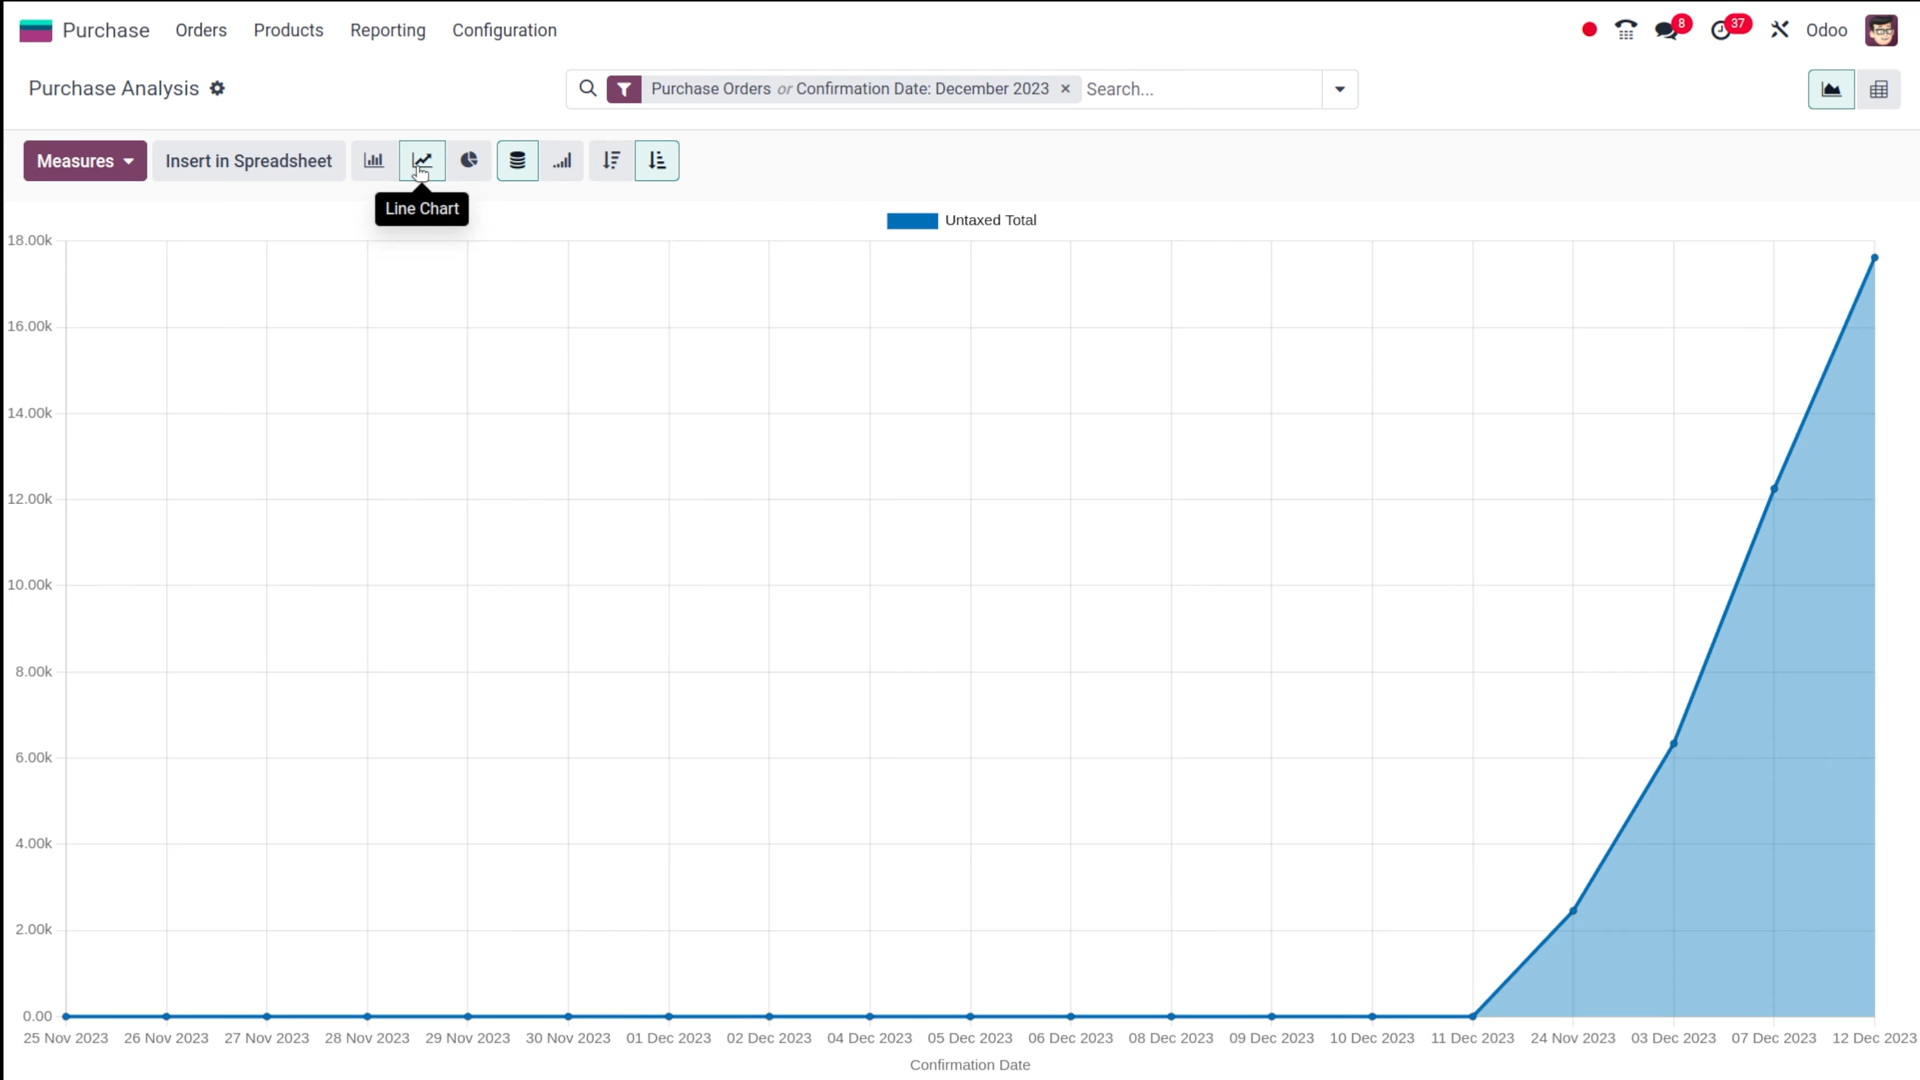 Purchase Orders Products Reporting Configuration 8 37 Odoo
Purchase Analysis Purchase Orders or Confirmation Date: December 2023 × Search...
Measures Insert in Spreadsheet
Line Chart
Untaxed Total
18.00k
16.00k
14.00k
12.00k
10.00k
8.00k
6.00k
4.00k
2.00k
0.00
25 Nov 2023 26 Nov 2023 27 Nov 2023 28 Nov 2023 29 Nov 2023 30 Nov 2023 01 Dec 2023 02 Dec 2023 04 Dec 2023 05 Dec 2023 06 Dec 2023 08 Dec 2023 09 Dec 2023 10 Dec 2023 11 Dec 2023 24 Nov 2023 03 Dec 2023 07 Dec 2023 12 Dec 2023
Confirmation Date